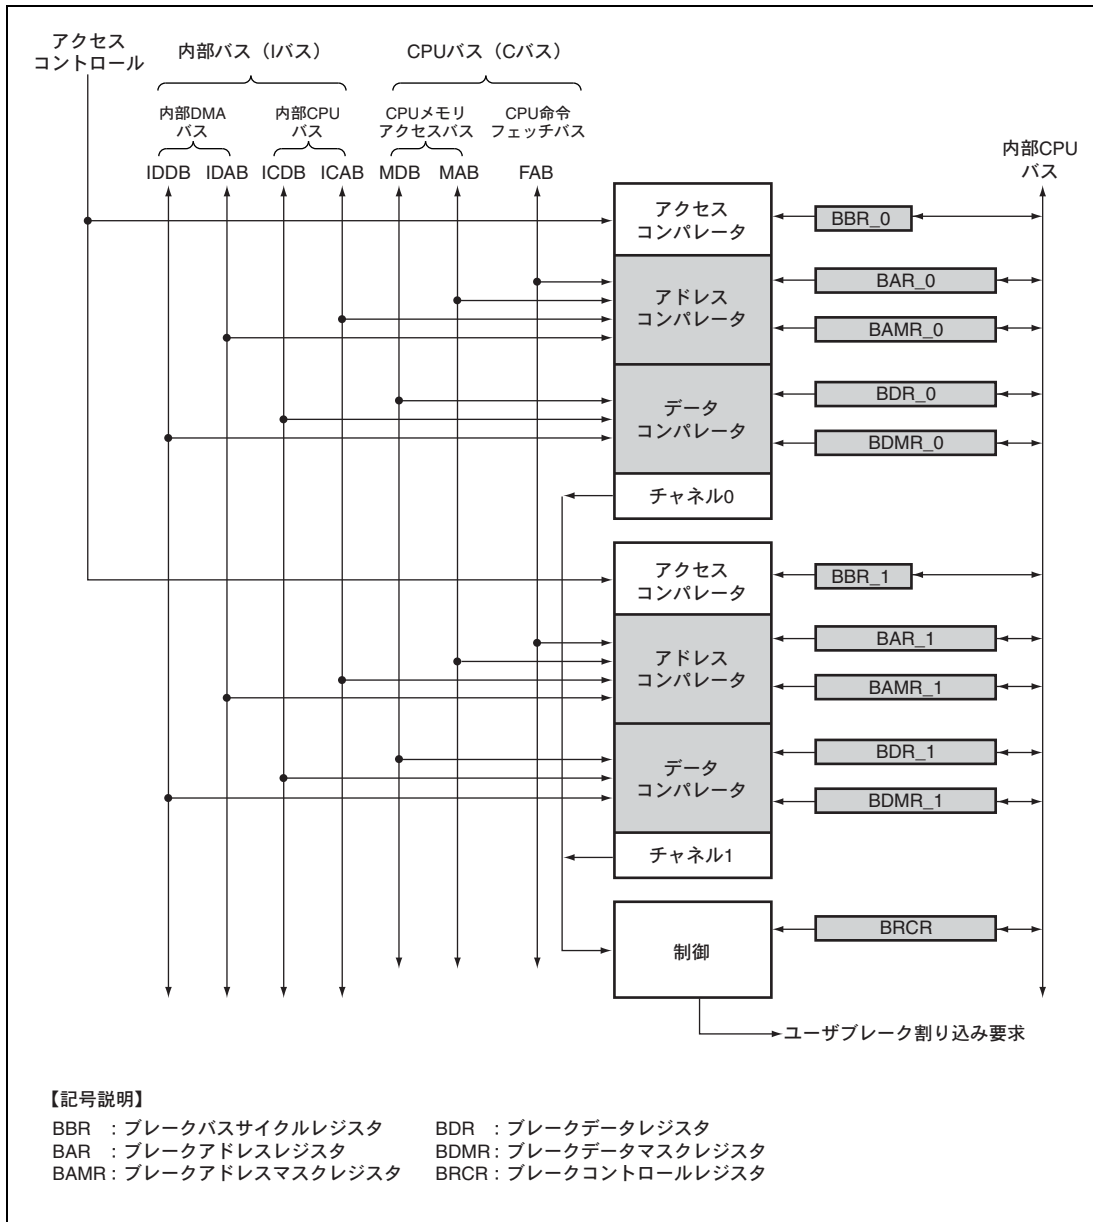 アクセス
コントロール
内部バス（Iバス）
CPUバス（Cバス）
内部DMA
バス
内部CPU
バス
CPUメモリ
アクセスバス
CPU命令
フェッチバス
内部CPU
バス
IDDB IDAB ICDB ICAB MDB MAB FAB
アクセス
コンパレータ
BBR_0
アドレス
コンパレータ
BAR_0
BAMR_0
データ
コンパレータ
BDR_0
BDMR_0
チャネル0
アクセス
コンパレータ
BBR_1
アドレス
コンパレータ
BAR_1
BAMR_1
データ
コンパレータ
BDR_1
BDMR_1
チャネル1
制御
BRCR
ユーザブレーク割り込み要求
【記号説明】
BBR ：ブレークバスサイクルレジスタ BDR ：ブレークデータレジスタ
BAR ：ブレークアドレスレジスタ BDMR：ブレークデータマスクレジスタ
BAMR：ブレークアドレスマスクレジスタ BRCR：ブレークコントロールレジスタ